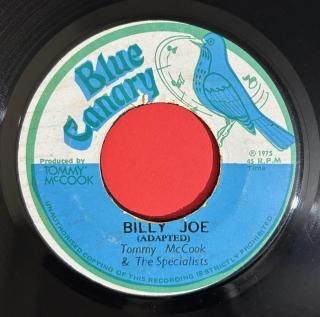 Blue
Canary
Produced by
TOMMY
McCOOK
℗ 1975
45 R.P.M
Time
BILLY JOE
(ADAPTED)
Tommy McCook
& The Specialists
UNAUTHORISED COPYING OF THIS RECORDING IS STRICTLY PROHIBITED